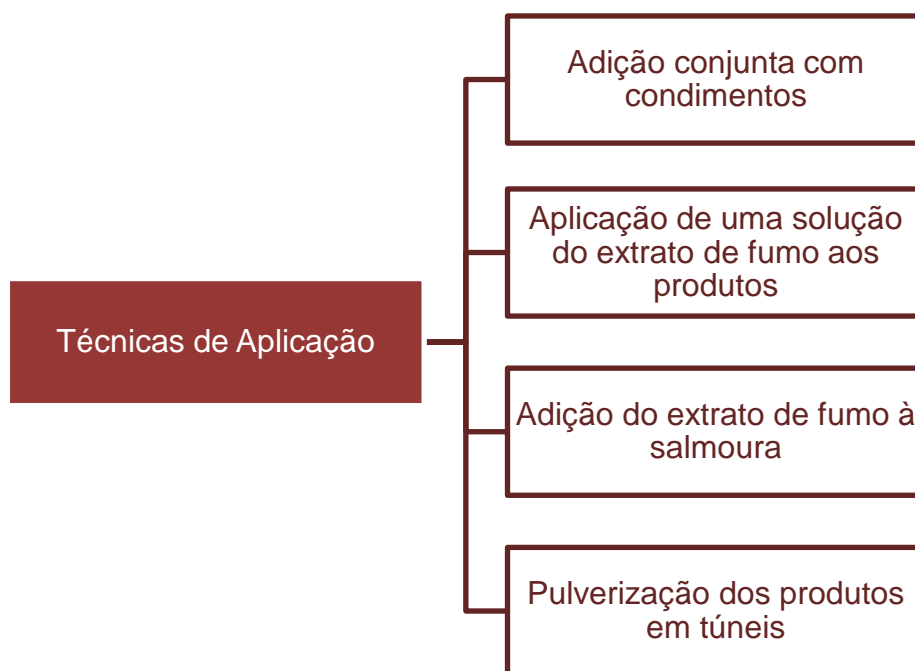 Adição conjunta com
condimentos
Aplicação de uma solução
do extrato de fumo aos
produtos
Técnicas de Aplicação
Adição do extrato de fumo à
salmoura
Pulverização dos produtos
em túneis